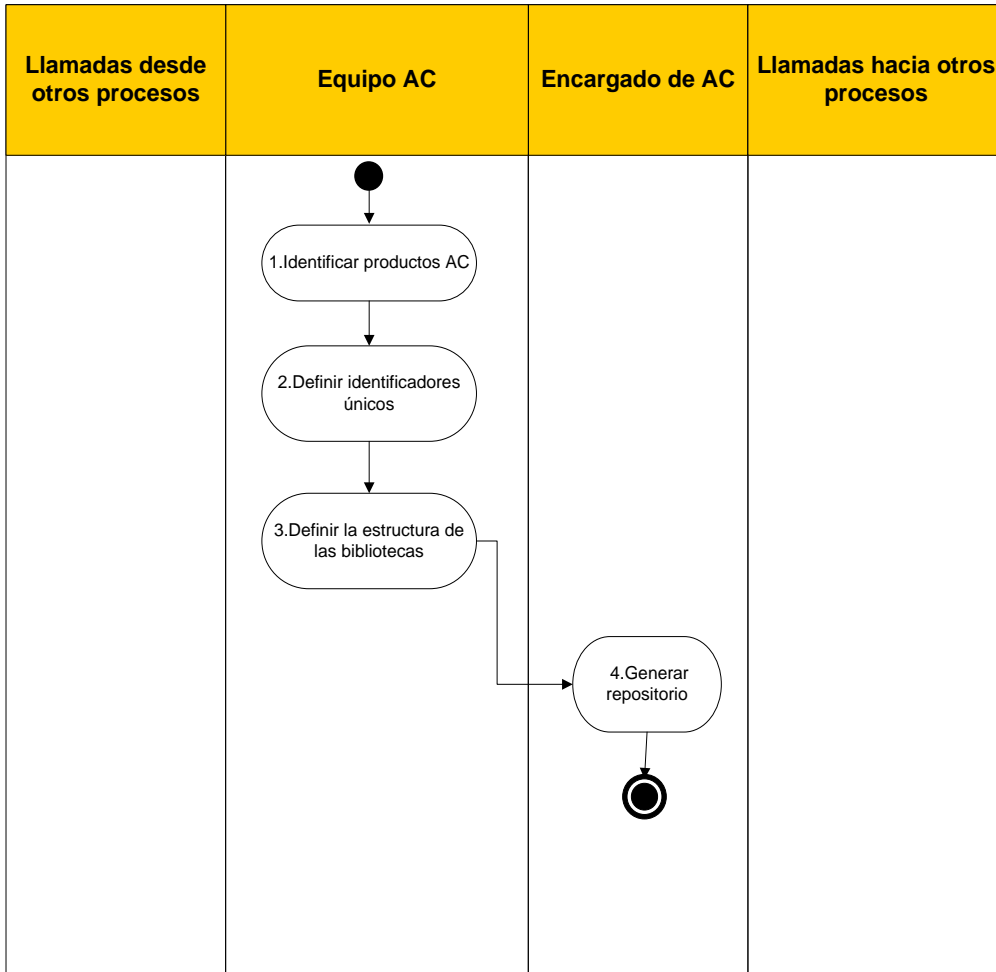 Llamadas desde
otros procesos
Equipo AC
Encargado de AC
Llamadas hacia otros
procesos
1.Identificar productos AC
2.Definir identificadores
únicos
3.Definir la estructura de
las bibliotecas
4.Generar
repositorio